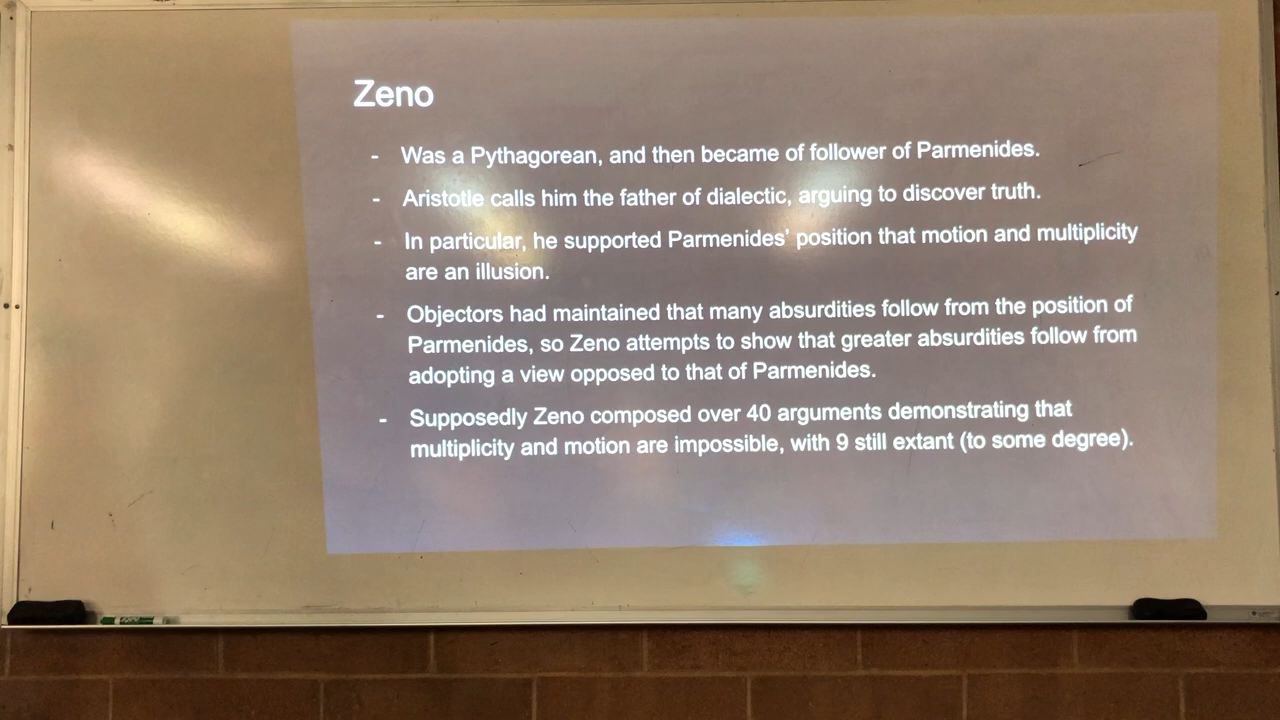 Zeno
- Was a Pythagorean, and then became of follower of Parmenides.
- Aristotle calls him the father of dialectic, arguing to discover truth.
- In particular, he supported Parmenides' position that motion and multiplicity
are an illusion.
- Objectors had maintained that many absurdities follow from the position of
Parmenides, so Zeno attempts to show that greater absurdities follow from
adopting a view opposed to that of Parmenides.
- Supposedly Zeno composed over 40 arguments demonstrating that
multiplicity and motion are impossible, with 9 still extant (to some degree).